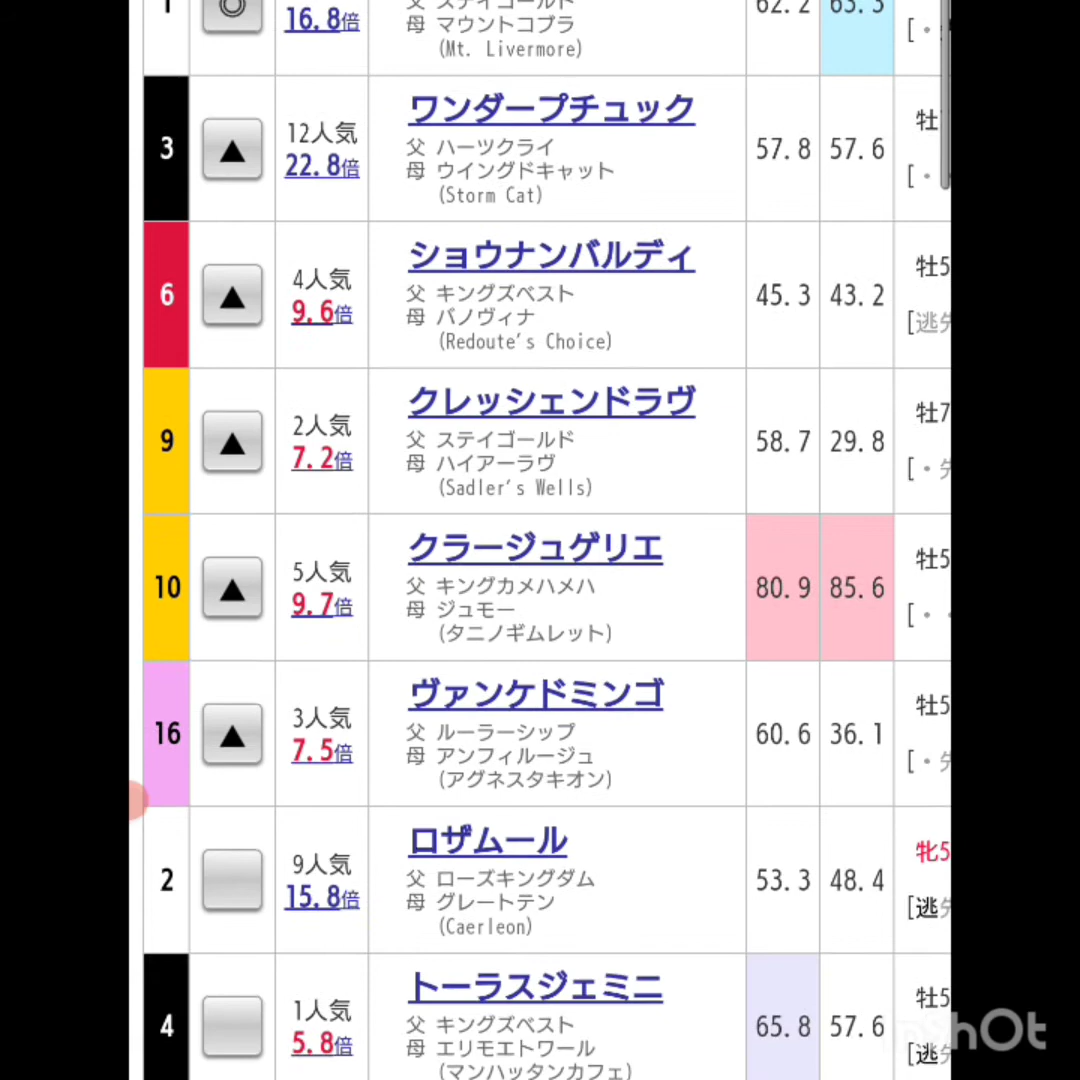 1 ◎ 16.8倍 父 ステイゴールド 62.2 63.3
母 マウントコブラ
(Mt. Livermore)
ワンダープチュック
3 ▲ 12人気 22.8倍 父 ハーツクライ 57.8 57.6 牡
母 ウイングドキャット
(Storm Cat)
ショウナンバルディ
6 ▲ 4人気 9.6倍 父 キングズベスト 45.3 43.2 牡5
母 バノヴィナ [逃先
(Redoute's Choice)
クレッシェンドラヴ
9 ▲ 2人気 7.2倍 父 ステイゴールド 58.7 29.8 牡7
母 ハイアーラヴ [・先
(Sadler's Wells)
クラージュゲリエ
10 ▲ 5人気 9.7倍 父 キングカメハメハ 80.9 85.6 牡5
母 ジュモー [・・
(タニノギムレット)
ヴァンケドミンゴ
16 ▲ 3人気 7.5倍 父 ルーラーシップ 60.6 36.1 牡5
母 アンフィルージュ [・先
(アグネスタキオン)
ロザムール
2 9人気 15.8倍 父 ローズキングダム 53.3 48.4 牝5
母 グレートテン [逃先
(Caerleon)
トーラスジェミニ
4 1人気 5.8倍 父 キングズベスト 65.8 57.6 牡5
母 エリモエトワール [逃先
(マンハッタンカフェ)
InShOt